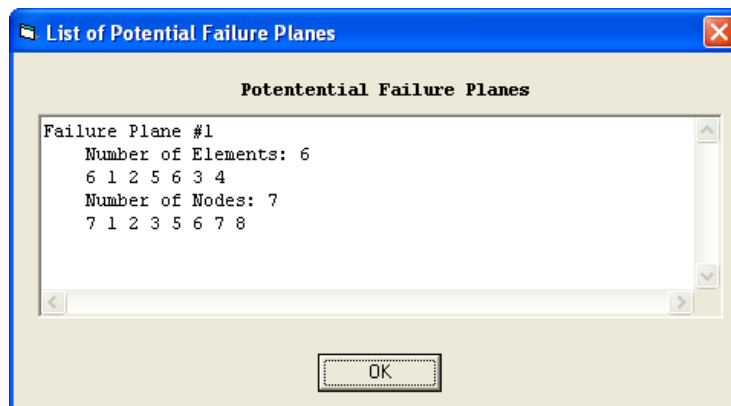 List of Potential Failure Planes
Potentential Failure Planes
Failure Plane #1
Number of Elements: 6
6 1 2 5 6 3 4
Number of Nodes: 7
7 1 2 3 5 6 7 8
OK